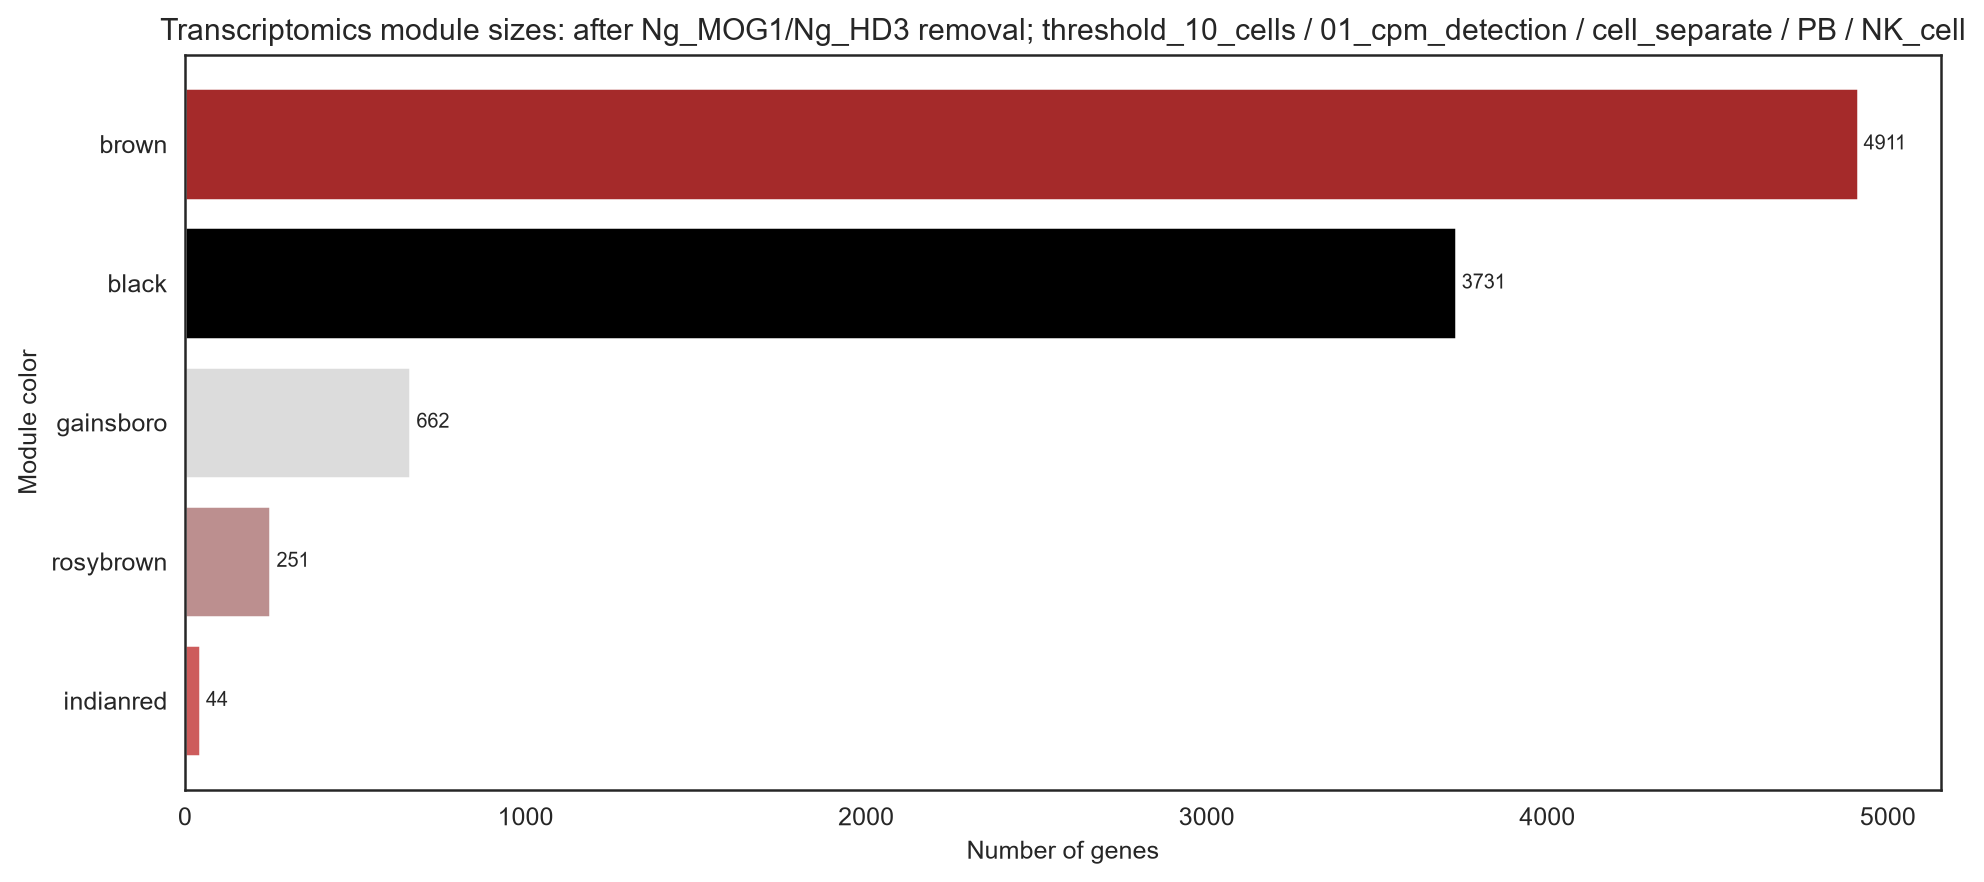 Transcriptomics module sizes: after Ng_MOG1/Ng_HD3 removal; threshold_10_cells / 01_cpm_detection / cell_separate / PB / NK_cell
Module color
brown
4911
black
3731
gainsboro
662
rosybrown
251
indianred
44
0 1000 2000 3000 4000 5000
Number of genes